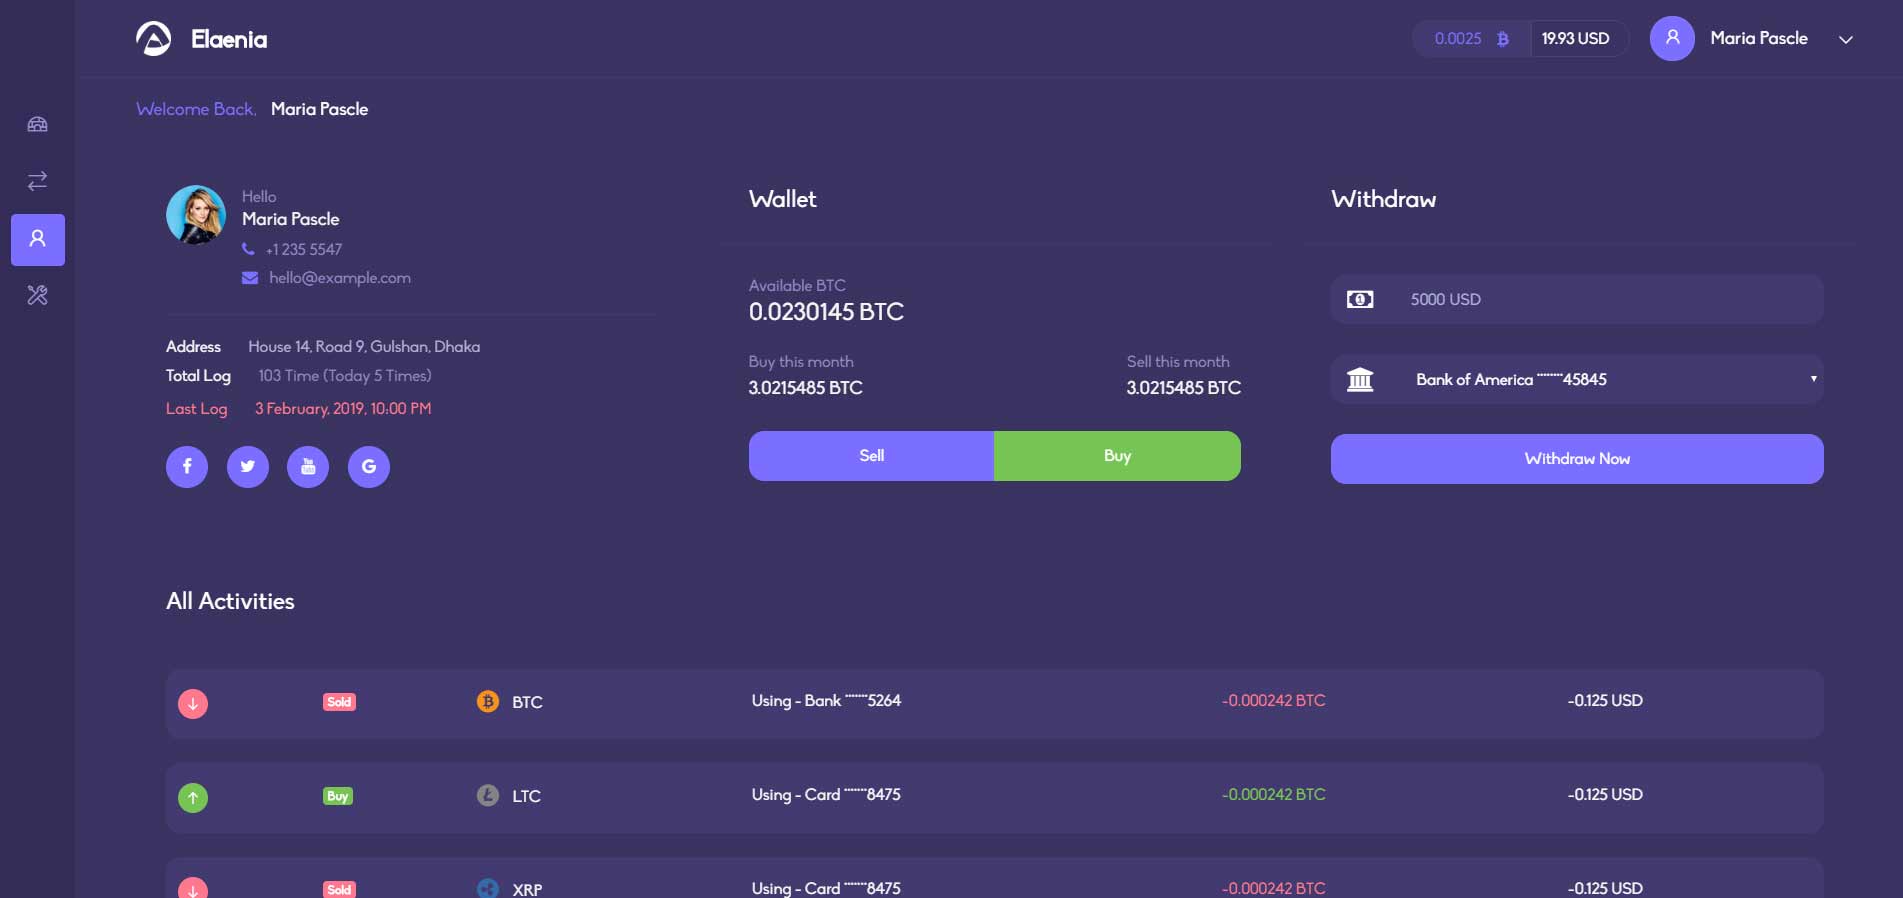 Elaenia
0.0025
19.93 USD
Maria Pascle
Welcome Back, Maria Pascle
Hello
Maria Pascle
+1 235 5547
hello@example.com
Address House 14, Road 9, Gulshan, Dhaka
Total Log 103 Time (Today 5 Times)
Last Log 3 February, 2019, 10:00 PM
Wallet
Available BTC
0.0230145 BTC
Buy this month
3.0215485 BTC
Sell this month
3.0215485 BTC
Sell
Buy
Withdraw
5000 USD
Bank of America ********45845
Withdraw Now
All Activities
Sold BTC Using - Bank *******5264 -0.000242 BTC -0.125 USD
Buy LTC Using - Card *******8475 -0.000242 BTC -0.125 USD
Sold XRP Using - Card *******8475 -0.000242 BTC -0.125 USD